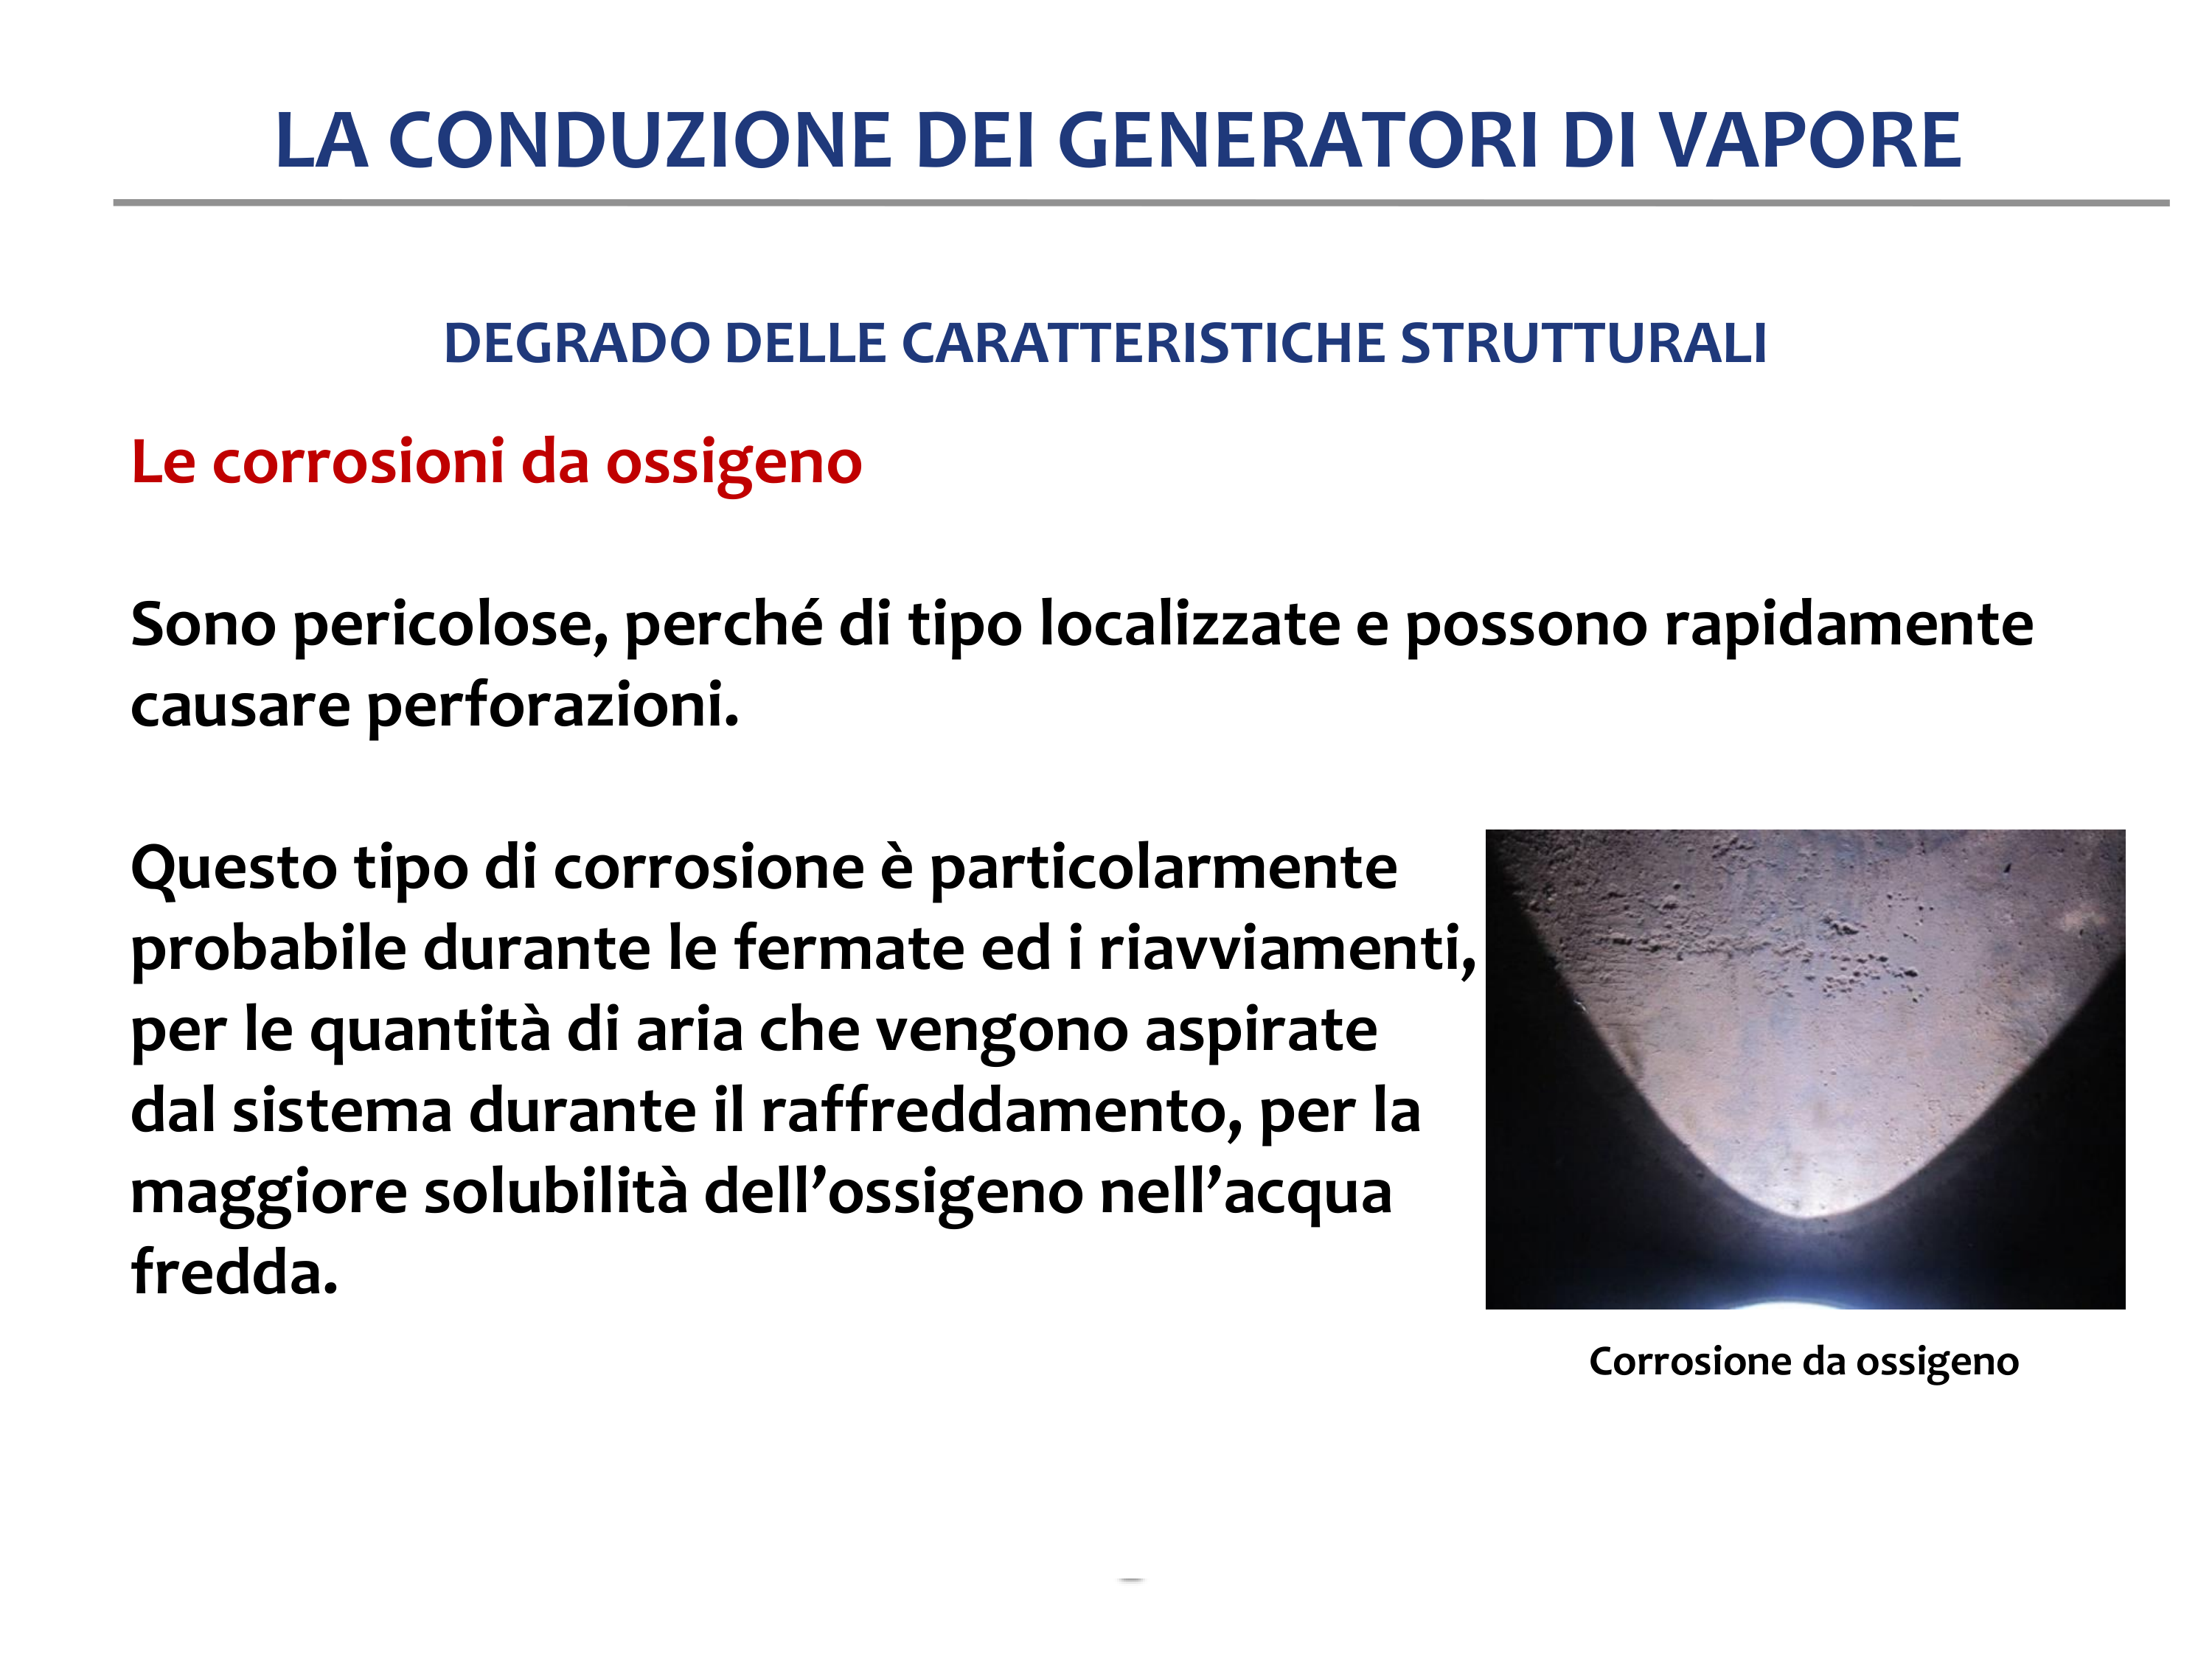 LA CONDUZIONE DEI GENERATORI DI VAPORE
DEGRADO DELLE CARATTERISTICHE STRUTTURALI
Le corrosioni da ossigeno
Sono pericolose, perché di tipo localizzate e possono rapidamente
causare perforazioni.
Questo tipo di corrosione è particolarmente
probabile durante le fermate ed i riavviamenti,
per le quantità di aria che vengono aspirate
dal sistema durante il raffreddamento, per la
maggiore solubilità dell’ossigeno nell’acqua
fredda.
Corrosione da ossigeno